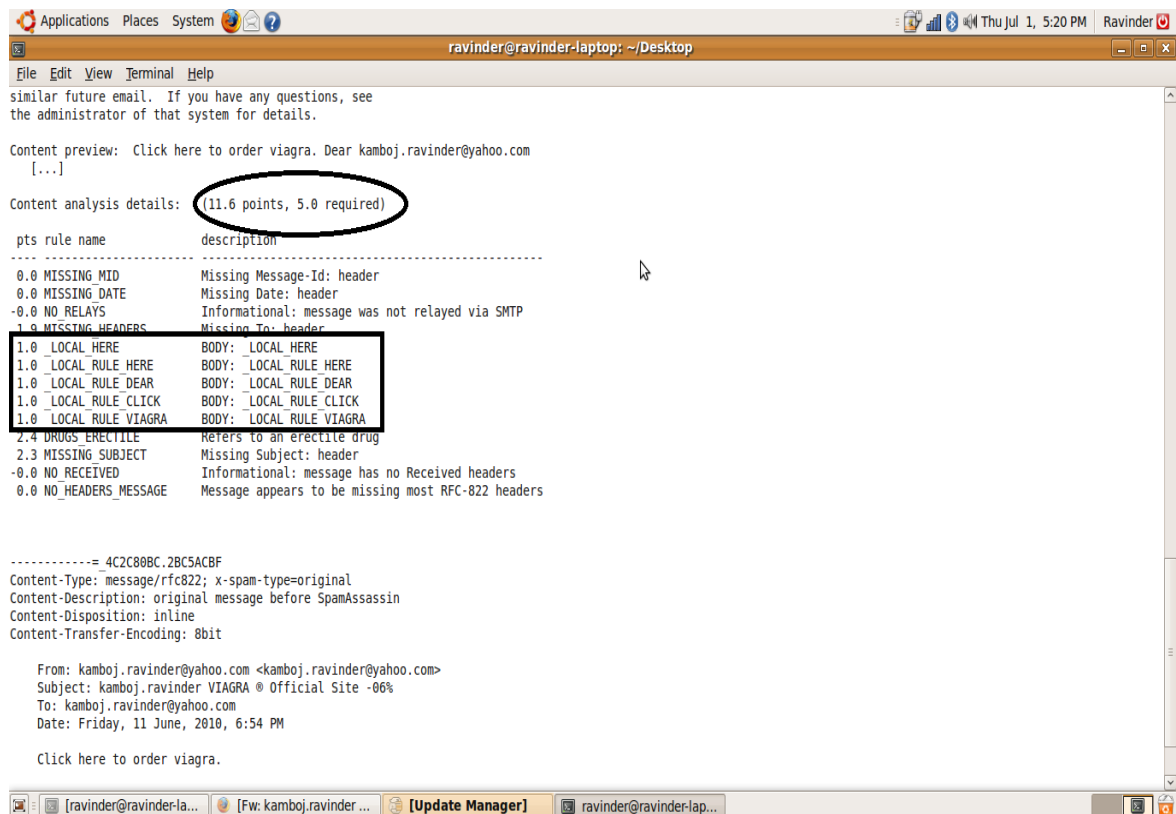 Applications Places System Thu Jul 1, 5:20 PM Ravinder
ravinder@ravinder-laptop: ~/Desktop
File Edit View Terminal Help
similar future email. If you have any questions, see
the administrator of that system for details.
Content preview: Click here to order viagra. Dear kamboj.ravinder@yahoo.com
[...]
Content analysis details: (11.6 points, 5.0 required)
pts rule name description
---- ---------------------- --------------------------------------------------
0.0 MISSING_MID Missing Message-Id: header
0.0 MISSING_DATE Missing Date: header
-0.0 NO_RELAYS Informational: message was not relayed via SMTP
1.9 MISSING_HEADERS Missing To: header
1.0 _LOCAL_HERE BODY: _LOCAL_HERE
1.0 _LOCAL_RULE_HERE BODY: _LOCAL_RULE_HERE
1.0 _LOCAL_RULE_DEAR BODY: _LOCAL_RULE_DEAR
1.0 _LOCAL_RULE_CLICK BODY: _LOCAL_RULE_CLICK
1.0 _LOCAL_RULE_VIAGRA BODY: _LOCAL_RULE_VIAGRA
2.4 DRUGS_ERECTILE Refers to an erectile drug
2.3 MISSING_SUBJECT Missing Subject: header
-0.0 NO_RECEIVED Informational: message has no Received headers
0.0 NO_HEADERS_MESSAGE Message appears to be missing most RFC-822 headers
------------=_4C2C80BC.2BC5ACBF
Content-Type: message/rfc822; x-spam-type=original
Content-Description: original message before SpamAssassin
Content-Disposition: inline
Content-Transfer-Encoding: 8bit
From: kamboj.ravinder@yahoo.com <kamboj.ravinder@yahoo.com>
Subject: kamboj.ravinder VIAGRA ® Official Site -06%
To: kamboj.ravinder@yahoo.com
Date: Friday, 11 June, 2010, 6:54 PM
Click here to order viagra.
[ravinder@ravinder-la... [Fw: kamboj.ravinder ... [Update Manager] ravinder@ravinder-lap...